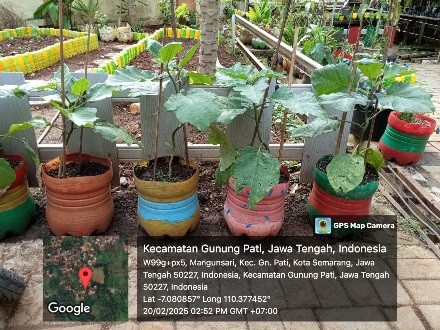 GPS Map Camera
Kecamatan Gunung Pati, Jawa Tengah, Indonesia
W99g+px5, Mangunsari, Kec. Gn. Pati, Kota Semarang, Jawa
Tengah 50227, Indonesia, Kecamatan Gunung Pati, Jawa Tengah
50227, Indonesia
Lat -7.080857° Long 110.377452°
20/02/2025 02:52 PM GMT +07:00
Google